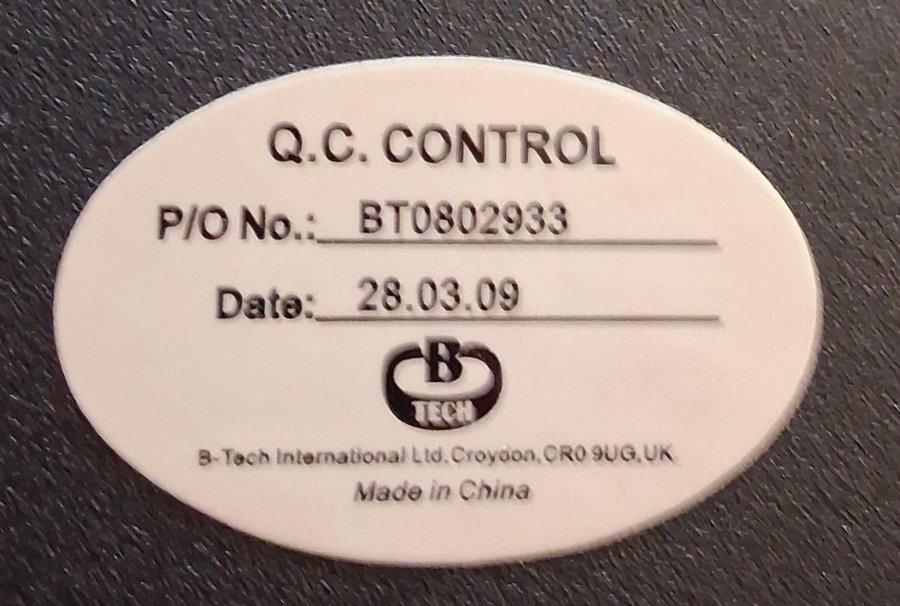 Q.C. CONTROL
P/O No.: BT0802933
Date: 28.03.09
B
TECH
B-Tech International Ltd, Croydon, CR0 9UG, UK
Made in China